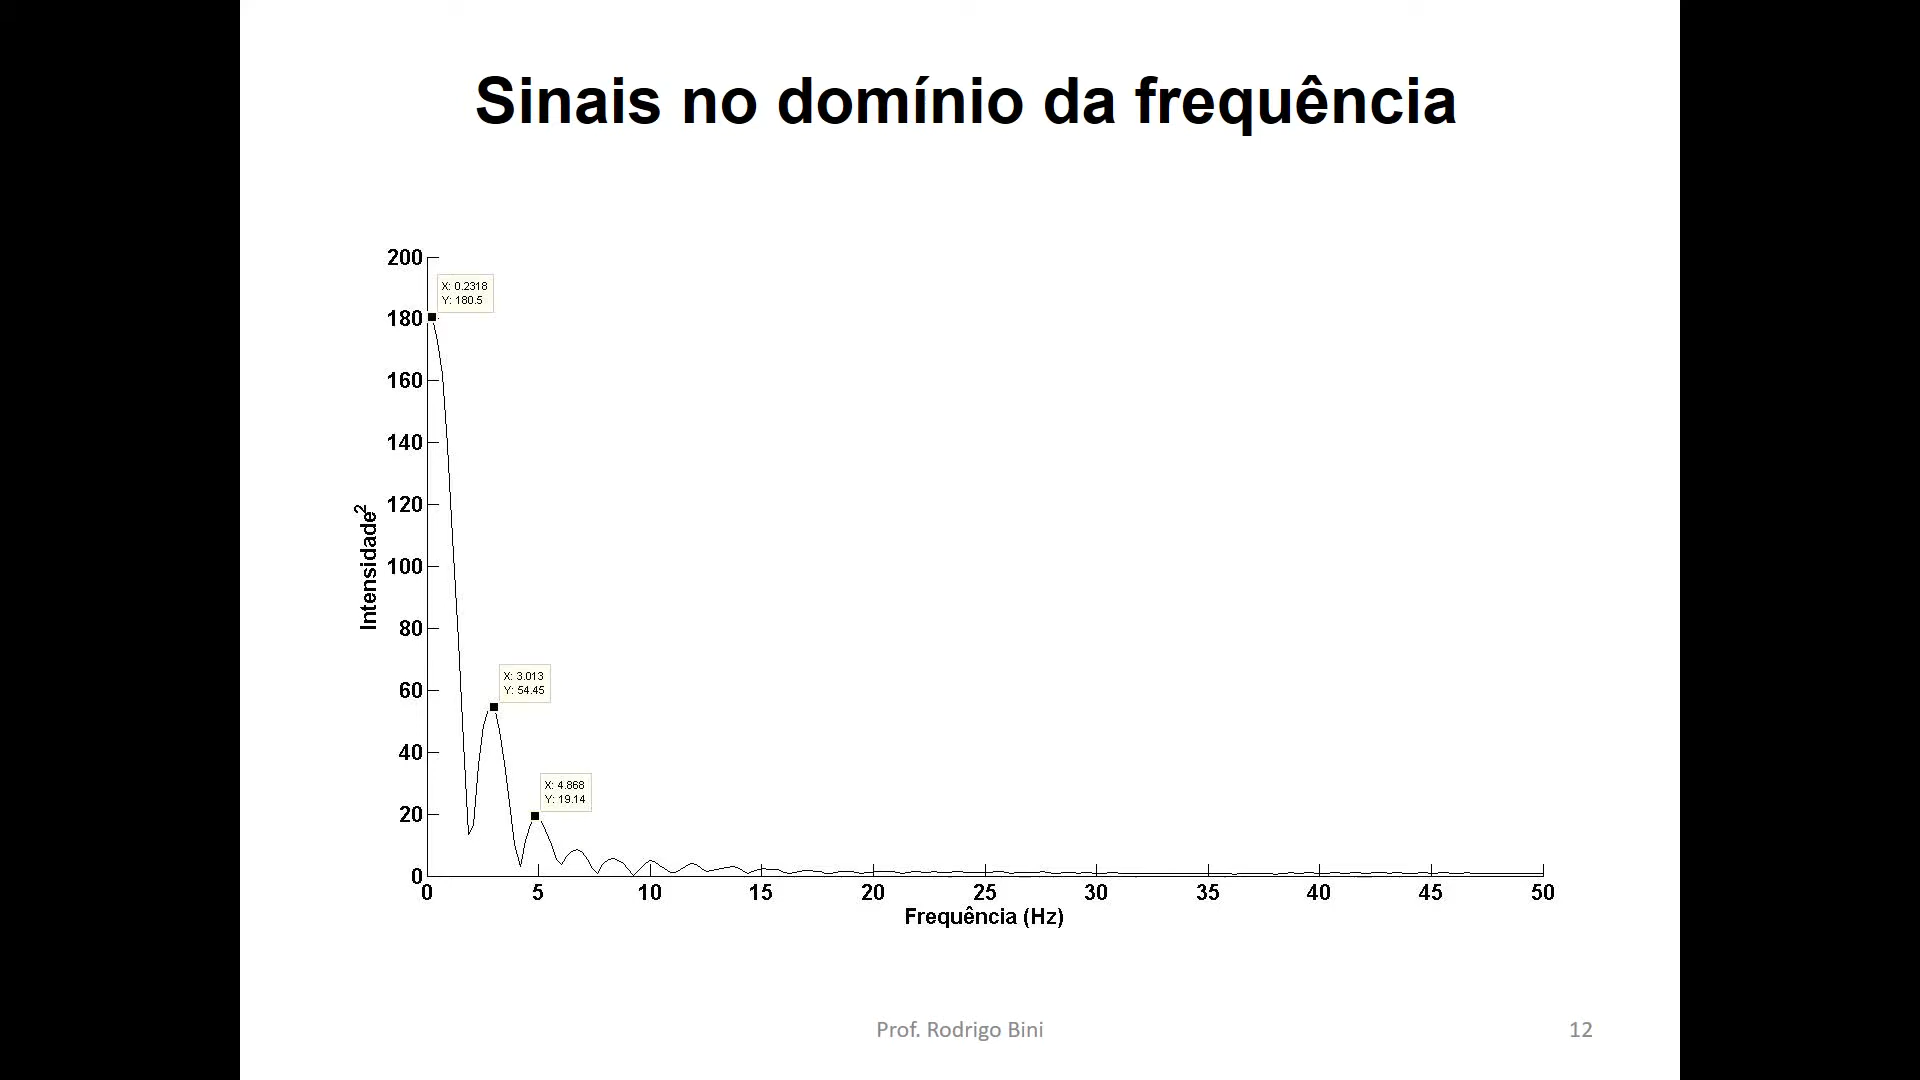 Sinais no domínio da frequência
200
X: 0.2318
Y: 180.5
180
160
140
120
Intensidade²
100
80
X: 3.013
Y: 54.45
60
40
X: 4.868
Y: 19.14
20
0
0 5 10 15 20 25 30 35 40 45 50
Frequência (Hz)
Prof. Rodrigo Bini
12